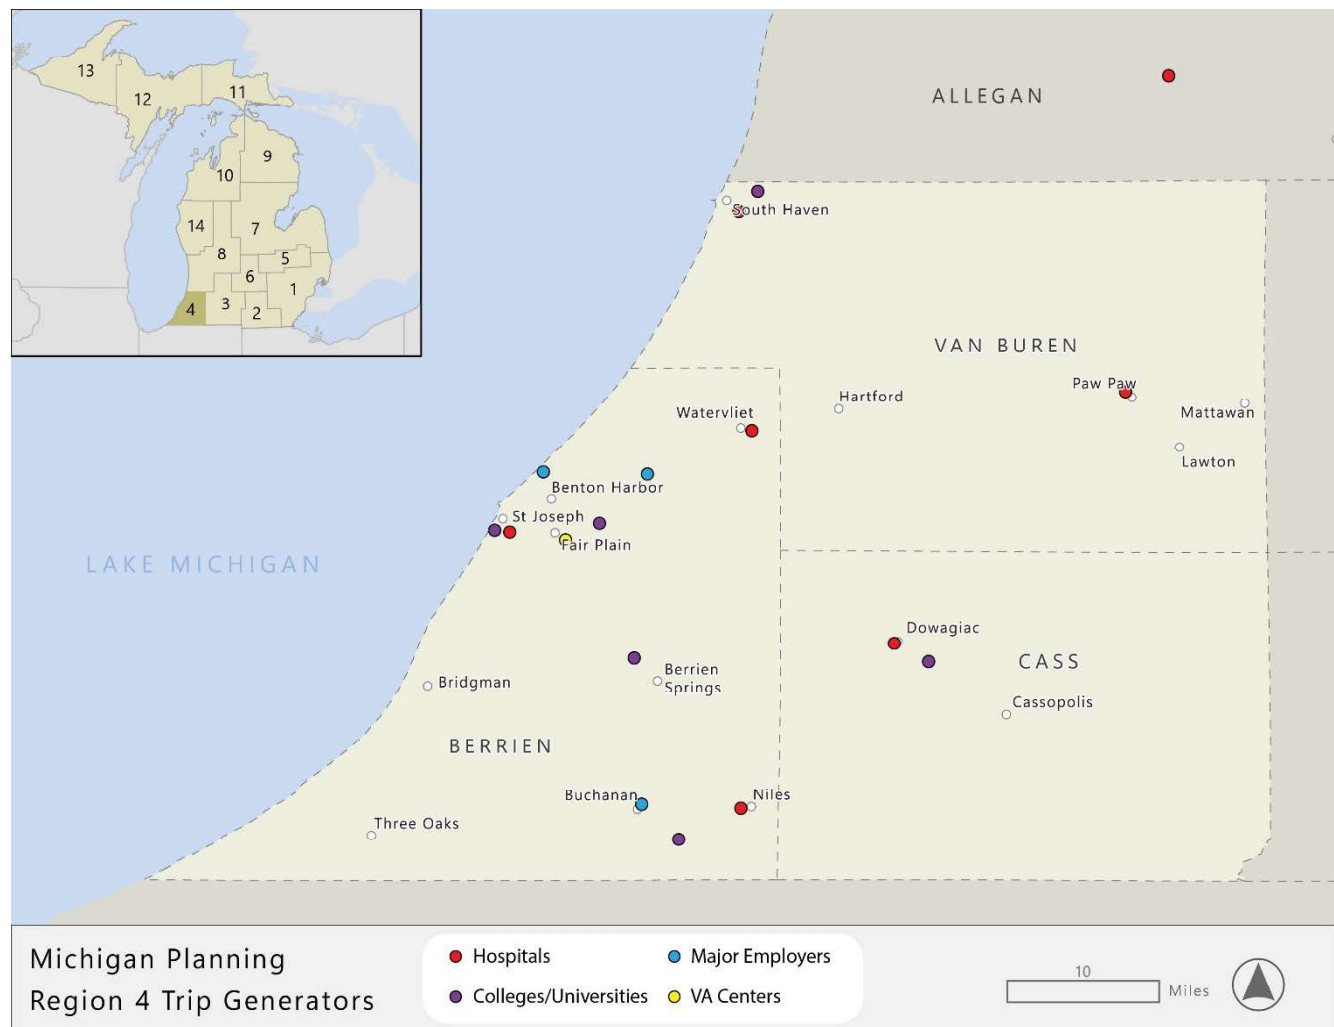 13
12
11
9
10
14
7
8
5
6
1
4
3
2
ALLEGAN
South Haven
VAN BUREN
Paw Paw
Hartford
Mattawan
Watervliet
Lawton
Benton Harbor
St Joseph
Fair Plain
LAKE MICHIGAN
Dowagiac
CASS
Berrien
Springs
Bridgman
Cassopolis
BERRIEN
Buchanan
Niles
Three Oaks
Michigan Planning
Region 4 Trip Generators
Hospitals
Major Employers
Colleges/Universities
VA Centers
10
Miles